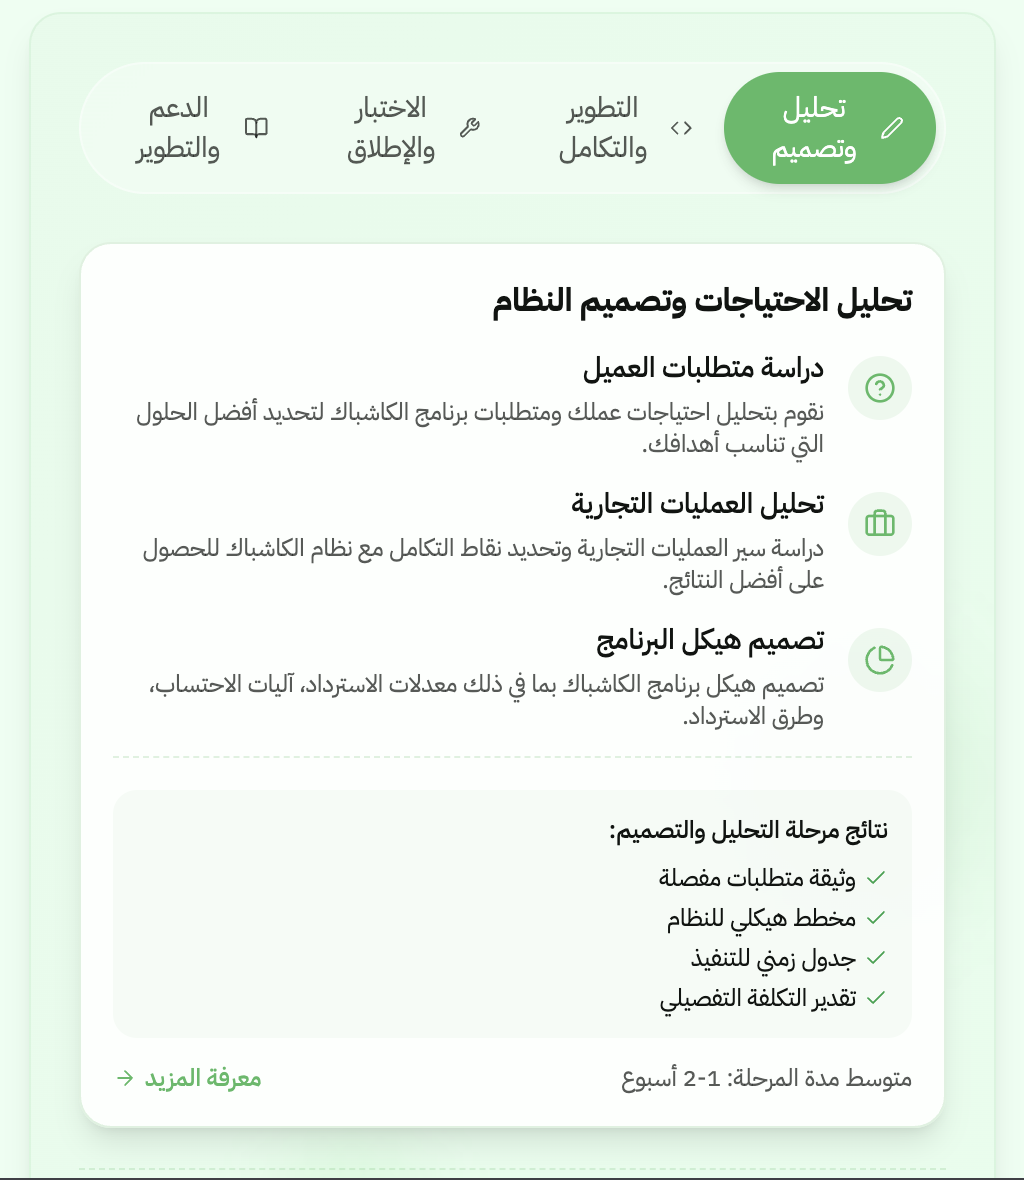 تحليل
وتصميم
التطوير
والتكامل
الاختبار
والإطلاق
الدعم
والتطوير
تحليل الاحتياجات وتصميم النظام
دراسة متطلبات العميل
نقوم بتحليل احتياجات عملك ومتطلبات برنامج الكاشباك لتحديد أفضل الحلول
التي تناسب أهدافك.
تحليل العمليات التجارية
دراسة سير العمليات التجارية وتحديد نقاط التكامل مع نظام الكاشباك للحصول
على أفضل النتائج.
تصميم هيكل البرنامج
تصميم هيكل برنامج الكاشباك بما في ذلك معدلات الاسترداد، آليات الاحتساب،
وطرق الاسترداد.
نتائج مرحلة التحليل والتصميم:
وثيقة متطلبات مفصلة
مخطط هيكلي للنظام
جدول زمني للتنفيذ
تقدير التكلفة التفصيلي
متوسط مدة المرحلة: 1-2 أسبوع
معرفة المزيد